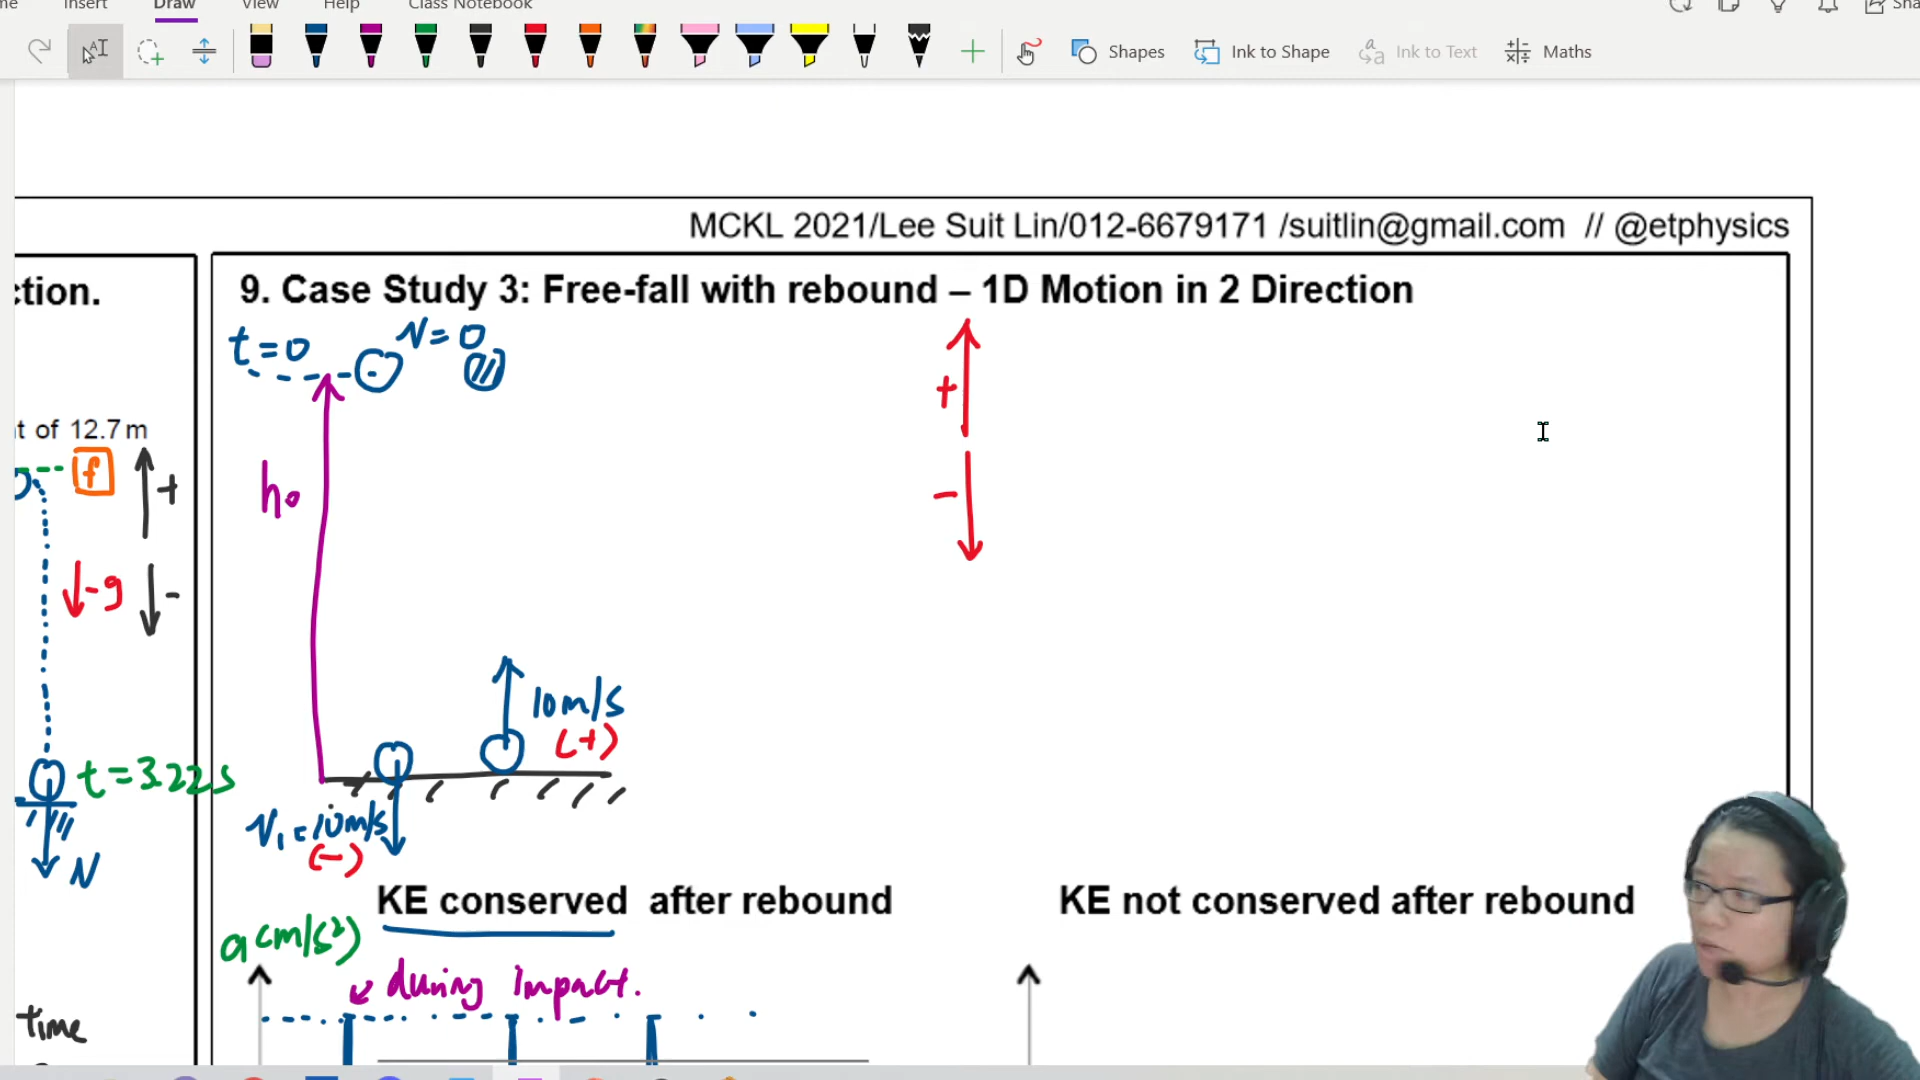 Insert Draw View Help Class Notebook
Shapes Ink to Shape Ink to Text Maths
MCKL 2021/Lee Suit Lin/012-6679171 /suitlin@gmail.com // @etphysics
9. Case Study 3: Free-fall with rebound – 1D Motion in 2 Direction
t=0
v=0
+
-
h₀
of 12.7 m
f
+
-g
-
10m/s
(+)
t=3.22s
v₁=10m/s
(-)
v
KE conserved after rebound
KE not conserved after rebound
a(m/s²)
during impact.
time